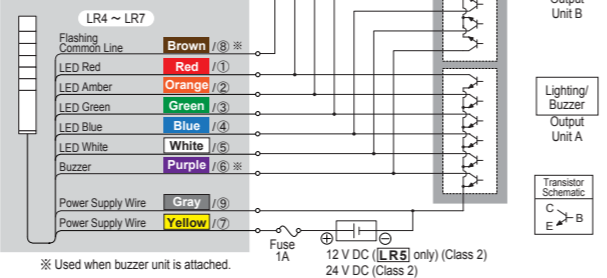 LR4 ～ LR7
Output
Unit B
Flashing
Common Line Brown /⑧ ※
LED Red Red /①
LED Amber Orange /②
LED Green Green /③
LED Blue Blue /④
LED White White /⑤
Buzzer Purple /⑥ ※
Power Supply Wire Gray /⑨
Power Supply Wire Yellow /⑦
Lighting/
Buzzer
Output
Unit A
Transistor
Schematic
C
B
E
Fuse
1A
⊕ ⊖
12 V DC (LR5 only) (Class 2)
24 V DC (Class 2)
※ Used when buzzer unit is attached.